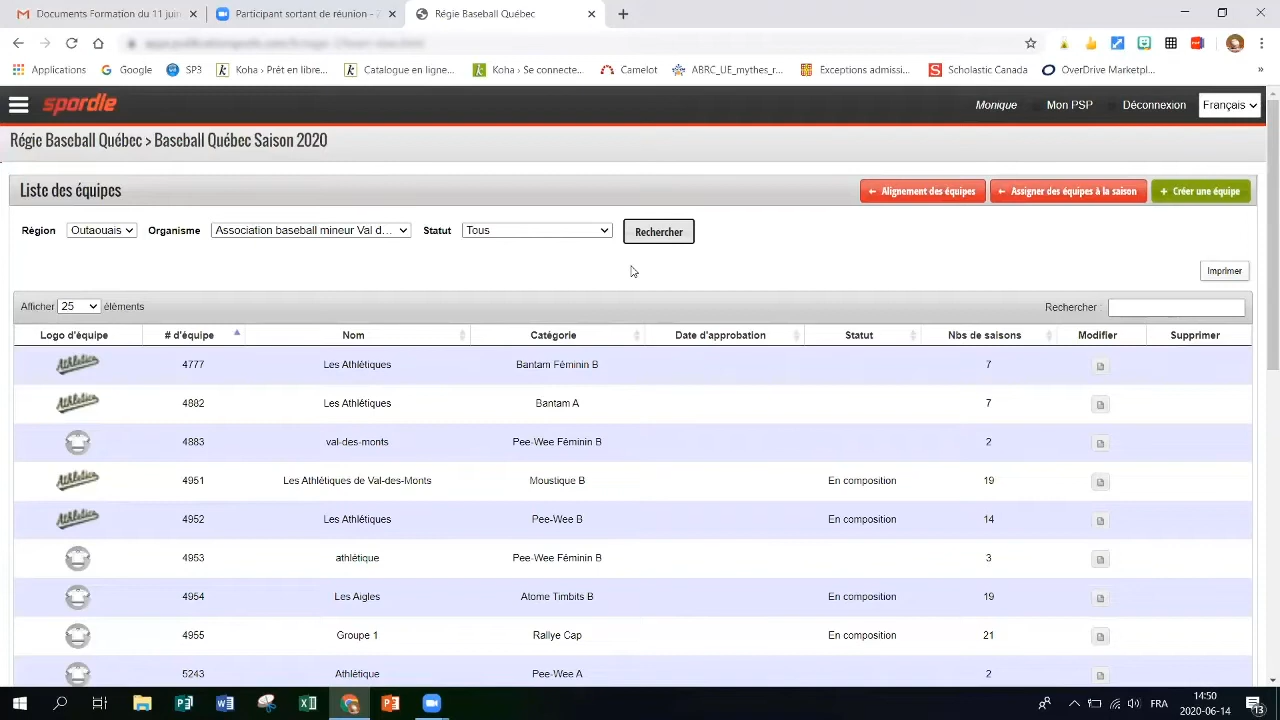 Documents Formation du 11 juin
Participant sortant de réunion -
Régie Baseball Québec
Applications
Google
SP3
Koha › Prêt en libre...
Catalogue en ligne...
Koha › Se connecte...
Camelot
ABRC_UE_mythes_r...
Exceptions admissi...
Scholastic Canada
OverDrive Marketpl...
»
spordle
Monique
Mon PSP
Déconnexion
Français
Régie Baseball Québec > Baseball Québec Saison 2020
Liste des équipes
← Alignement des équipes
← Assigner des équipes à la saison
+ Créer une équipe
Région Outaouais Organisme Association baseball mineur Val d... Statut Tous Rechercher
Imprimer
Afficher 25 éléments Rechercher :
Logo d'équipe # d'équipe Nom Catégorie Date d'approbation Statut Nbs de saisons Modifier Supprimer
Athletics 4777 Les Athlétiques Bantam Féminin B 7
Athletics 4882 Les Athlétiques Bantam A 7
4883 val-des-monts Pee-Wee Féminin B 2
Athletics 4951 Les Athlétiques de Val-des-Monts Moustique B En composition 19
Athletics 4952 Les Athlétiques Pee-Wee B En composition 14
4953 athlétique Pee-Wee Féminin B 3
4954 Les Aigles Atome Timbits B En composition 19
4955 Groupe 1 Rallye Cap En composition 21
5243 Athlétique Pee-Wee A 2
FRA
14:50
2020-06-14
13